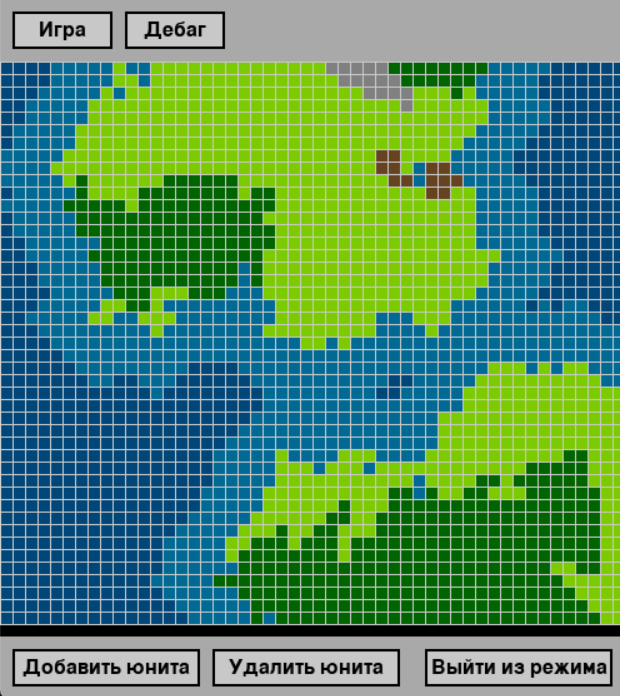 Игра
Дебаг
Добавить юнита
Удалить юнита
Выйти из режима